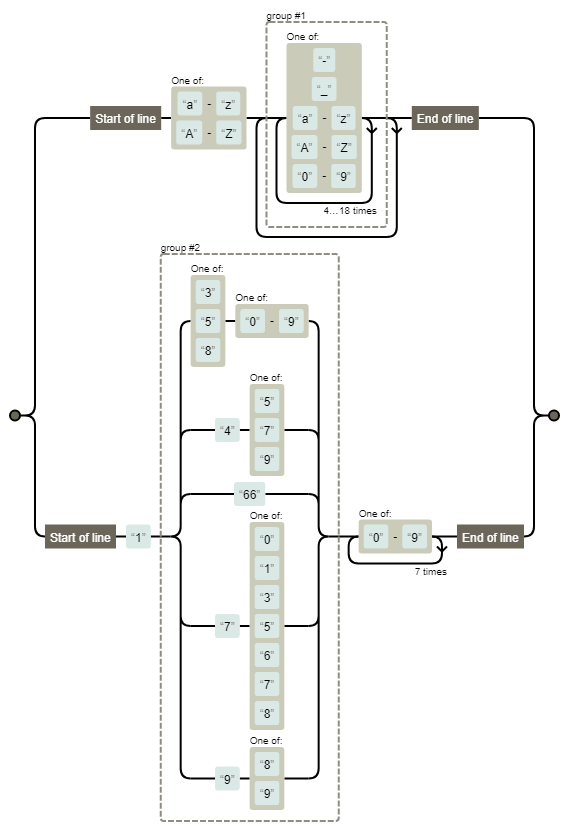 group #1
One of:
“-”
“_”
One of:
“a” - “z”
“A” - “Z”
Start of line
“a” - “z”
“A” - “Z”
“0” - “9”
End of line
4...18 times
group #2
One of:
“3”
“5”
“8”
One of:
“0” - “9”
“4”
One of:
“5”
“7”
“9”
“66”
Start of line
“1”
“7”
One of:
“0”
“1”
“3”
“5”
“6”
“7”
“8”
“9”
One of:
“8”
“9”
One of:
“0” - “9”
7 times
End of line